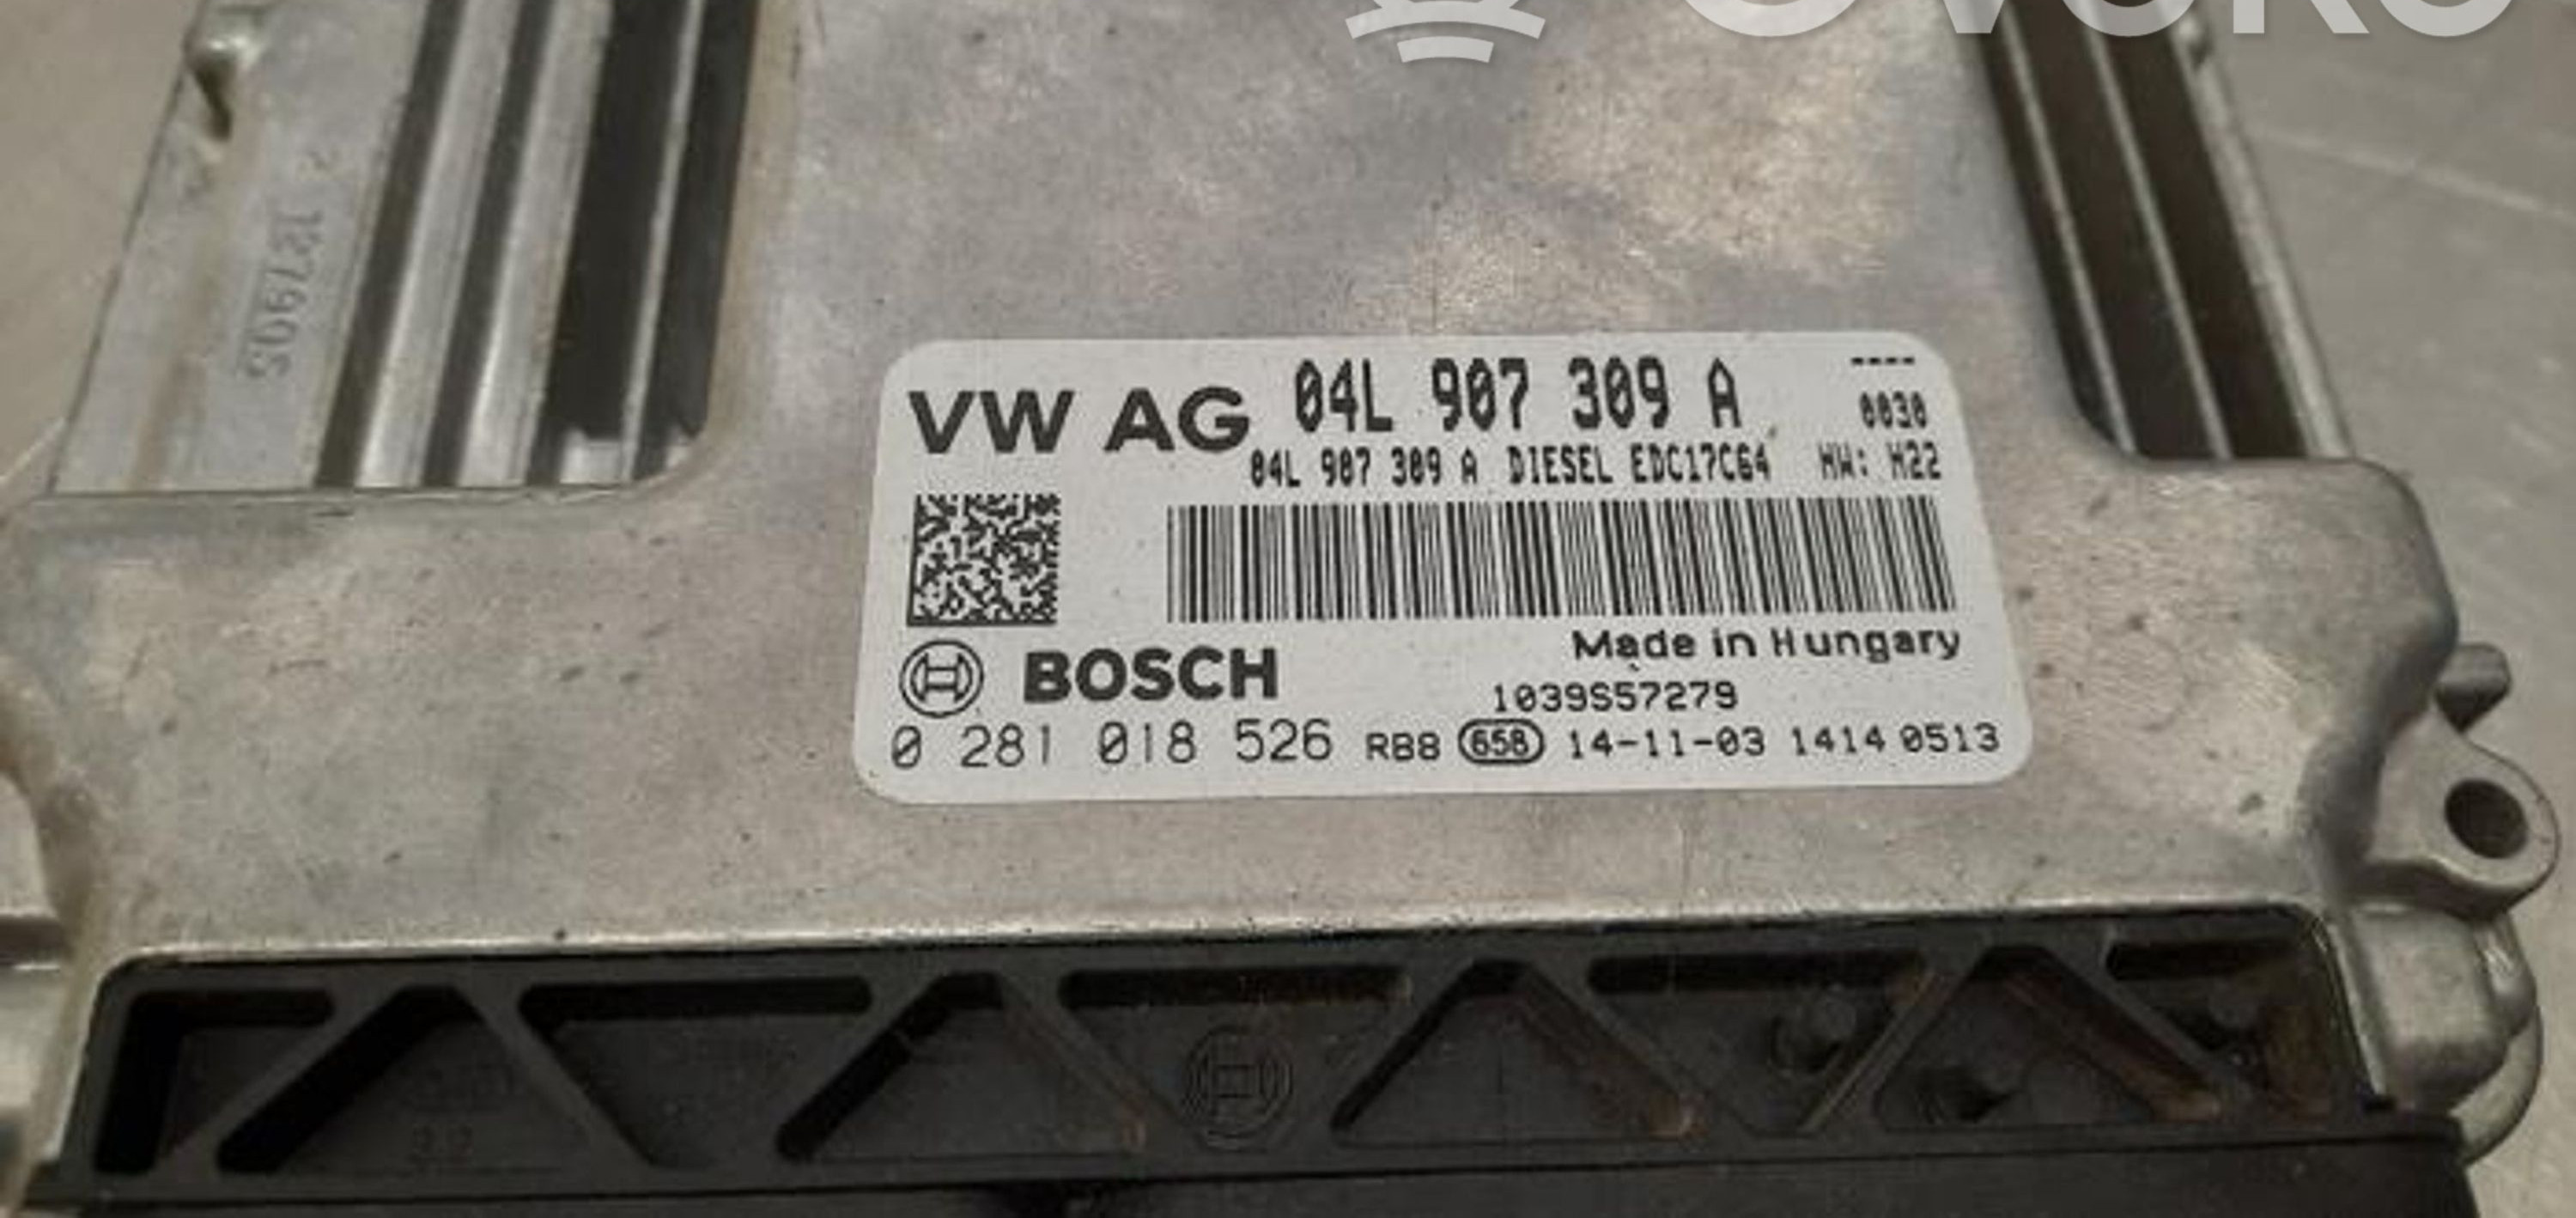 VW AG 04L 907 309 A ----
0030
04L 907 309 A DIESEL EDC17C64 HW: H22
BOSCH
Made in Hungary
1039S57279
0 281 018 526 RB8 658 14-11-03 1414 0513